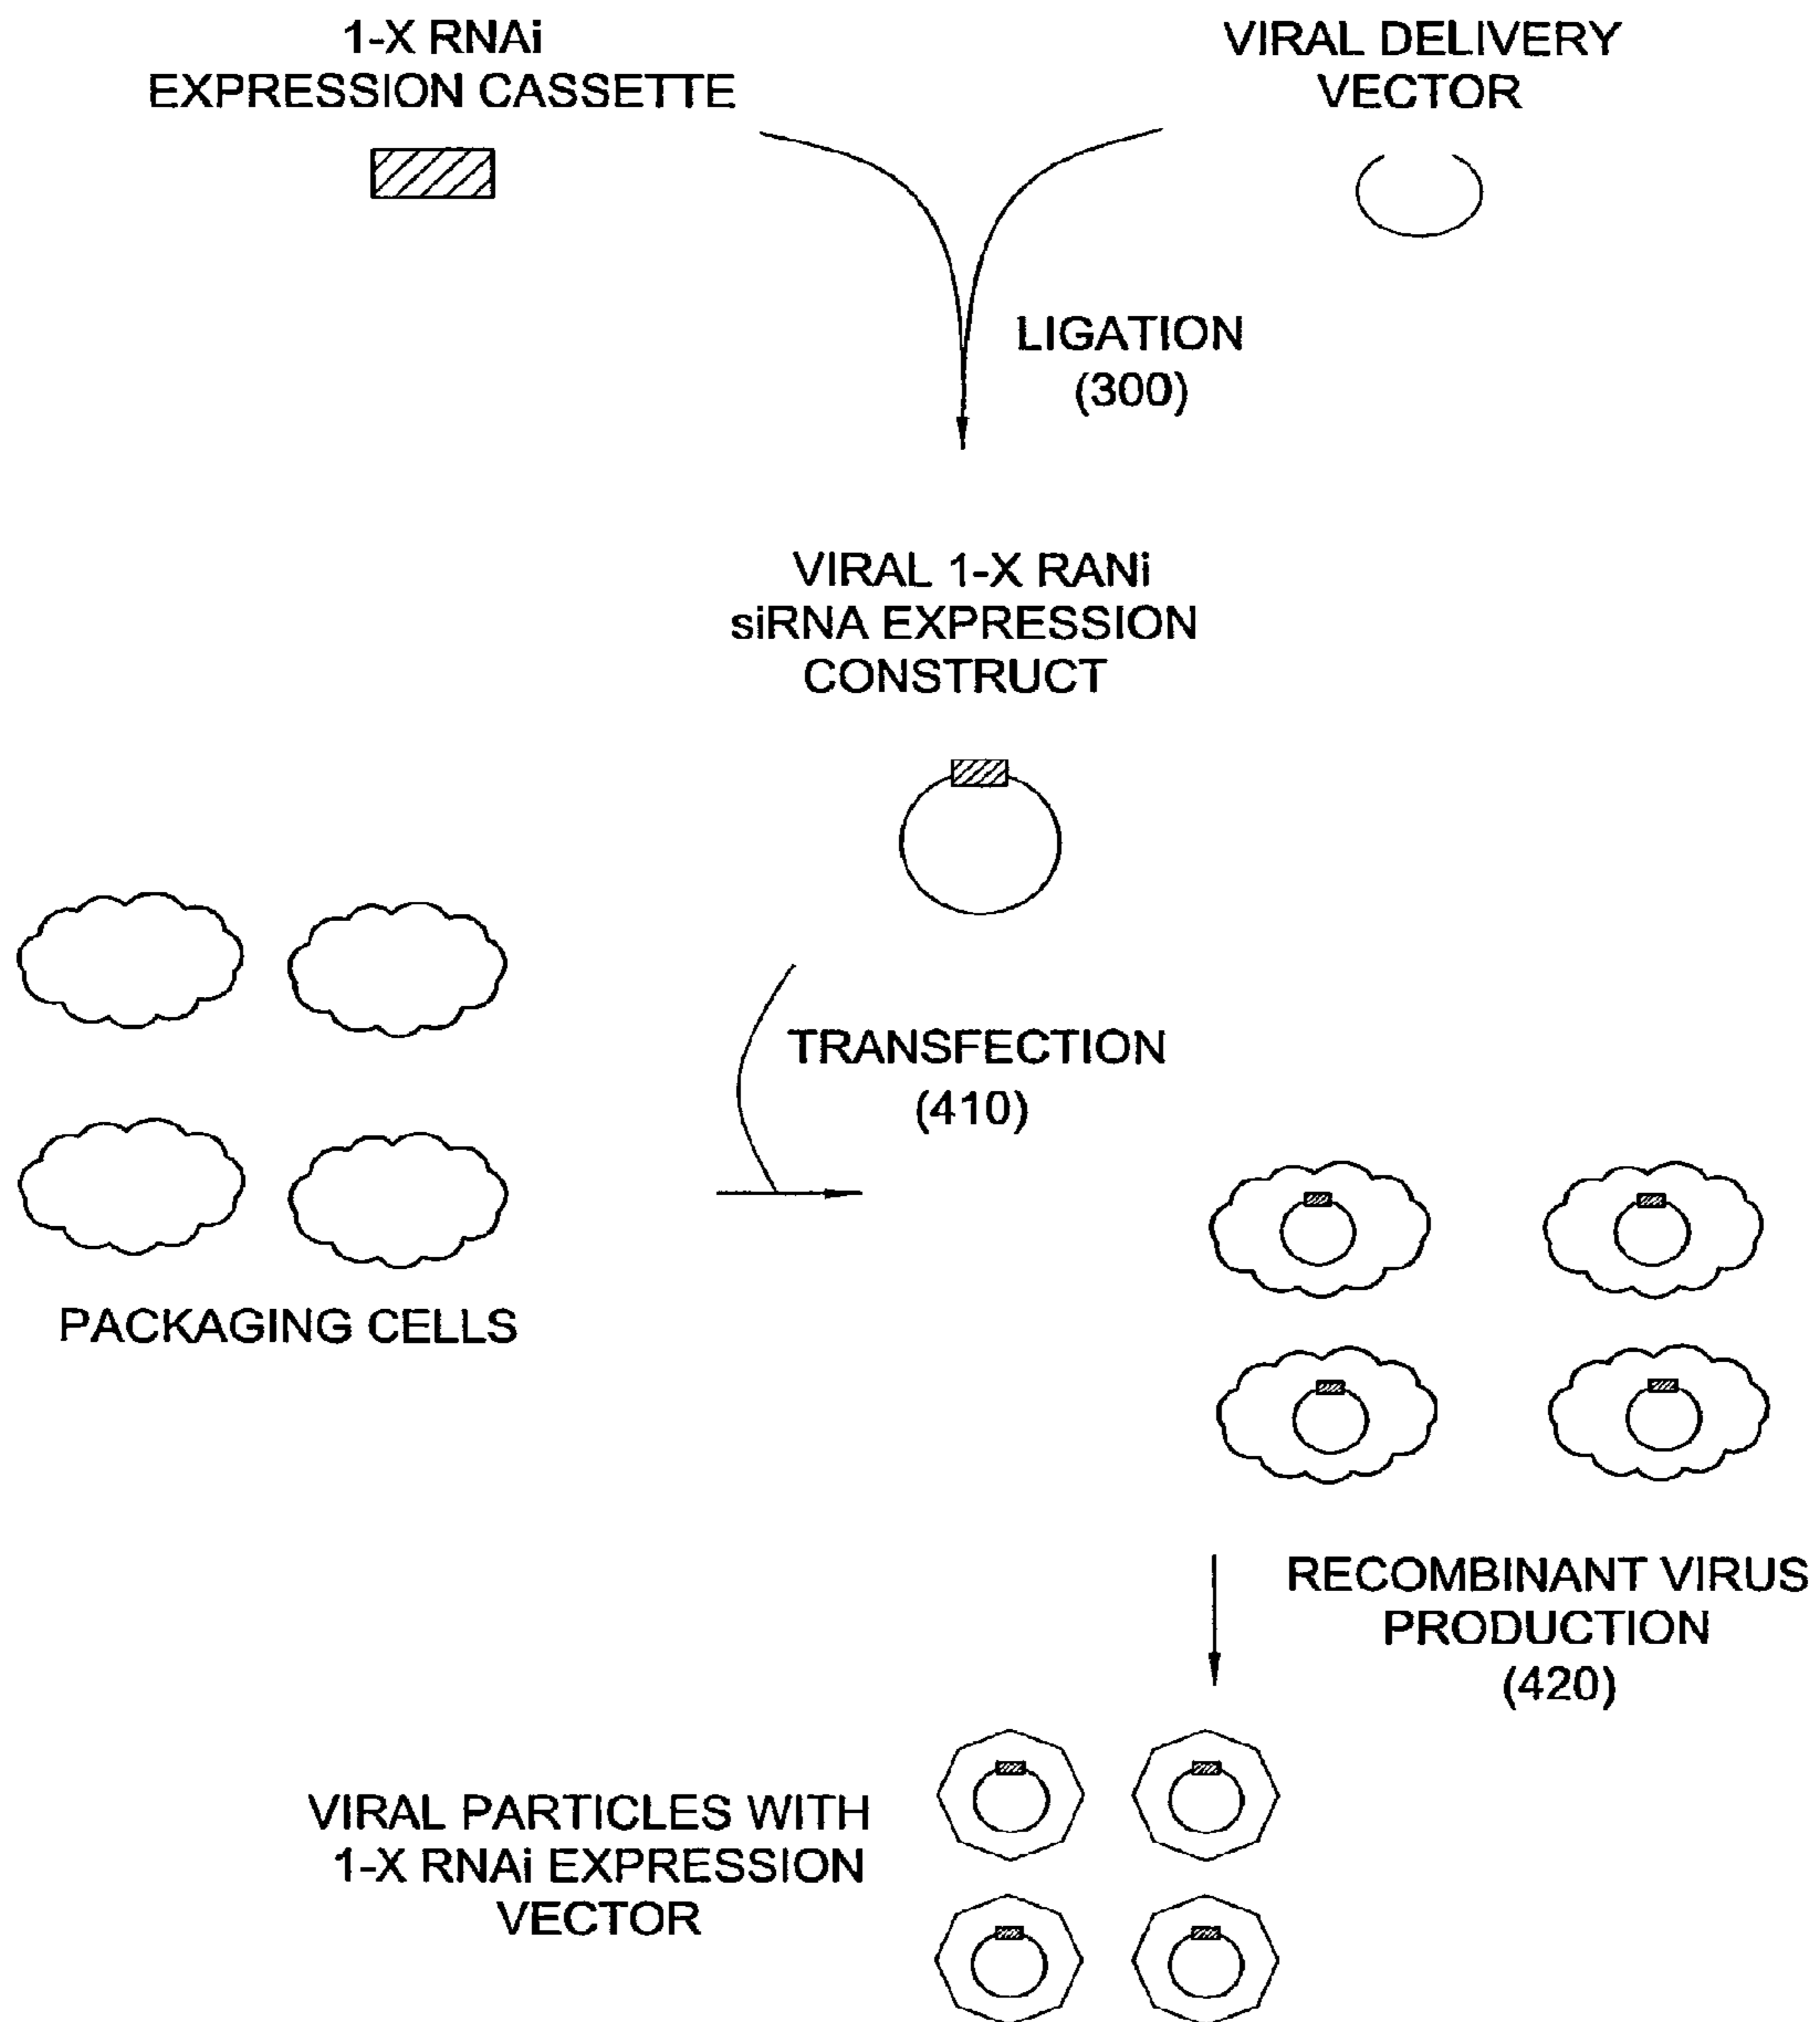 1-X RNAi
EXPRESSION CASSETTE
VIRAL DELIVERY
VECTOR
LIGATION
(300)
VIRAL 1-X RANi
siRNA EXPRESSION
CONSTRUCT
TRANSFECTION
(410)
PACKAGING CELLS
RECOMBINANT VIRUS
PRODUCTION
(420)
VIRAL PARTICLES WITH
1-X RNAi EXPRESSION
VECTOR